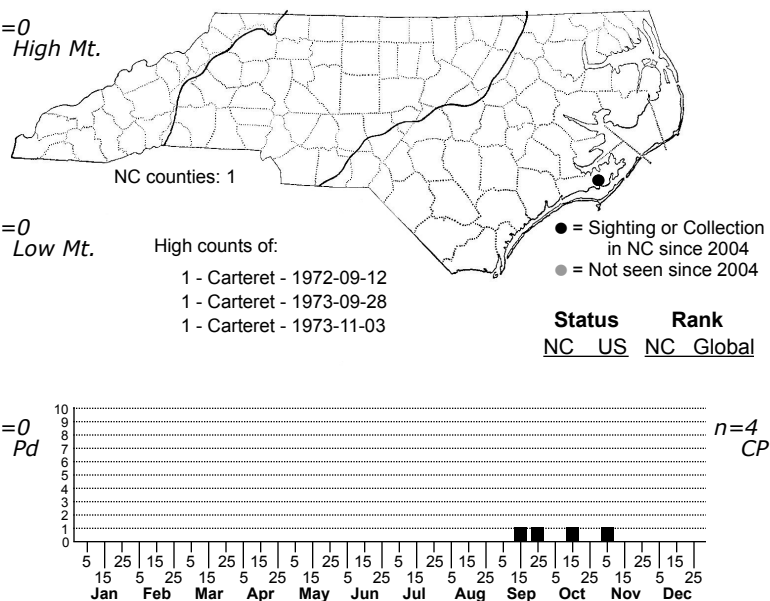 =0
High Mt.
NC counties: 1
=0
Low Mt.
High counts of:
1 - Carteret - 1972-09-12
1 - Carteret - 1973-09-28
1 - Carteret - 1973-11-03
● = Sighting or Collection
in NC since 2004
● = Not seen since 2004
Status Rank
NC US NC Global
=0
Pd
n=4
CP
10
9
8
7
6
5
4
3
2
1
0
5 25 15 5 25 15 5 25 15 5 25 15 5 25 15 5 25 15
15 5 25 15 5 25 15 5 25 15 5 25 15 5 25 15 5 25
Jan Feb Mar Apr May Jun Jul Aug Sep Oct Nov Dec